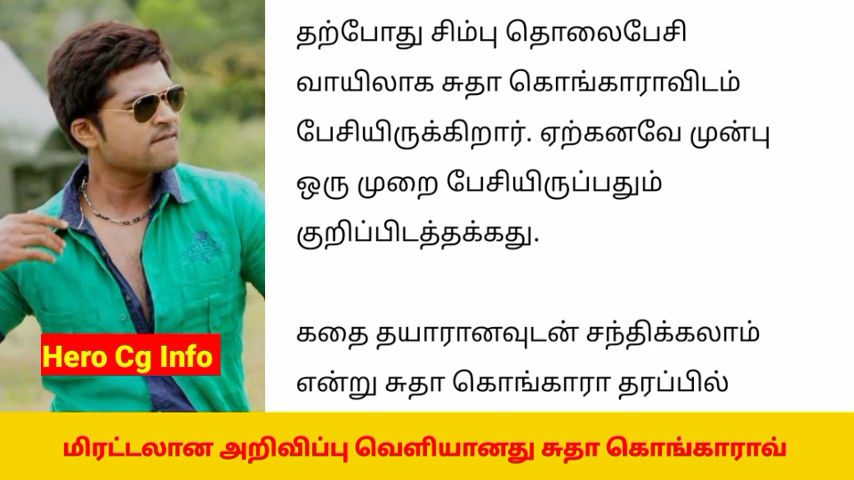 தற்போது சிம்பு தொலைபேசி
வாயிலாக சுதா கொங்காராவிடம்
பேசியிருக்கிறார். ஏற்கனவே முன்பு
ஒரு முறை பேசியிருப்பதும்
குறிப்பிடத்தக்கது.
கதை தயாரானவுடன் சந்திக்கலாம்
என்று சுதா கொங்காரா தரப்பில்
Hero Cg Info
மிரட்டலான அறிவிப்பு வெளியானது சுதா கொங்காராவ்